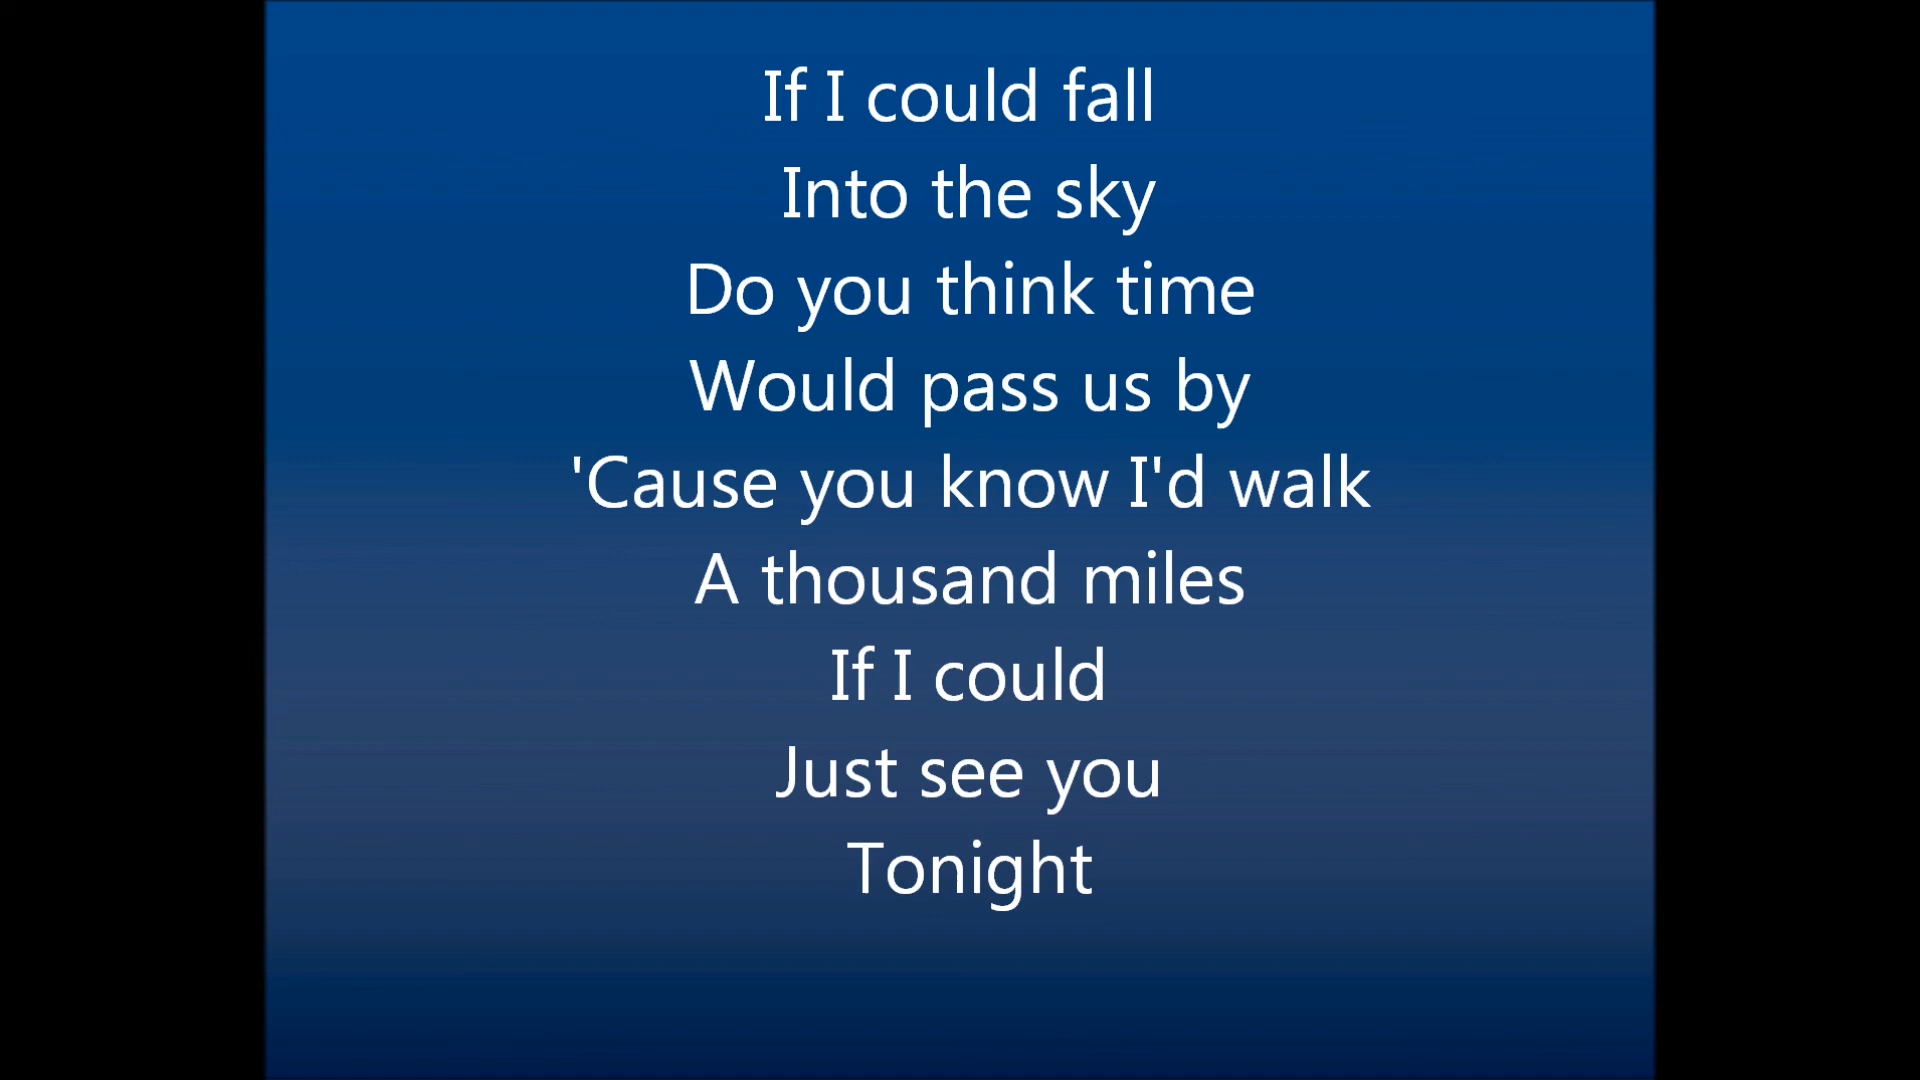 If I could fall
Into the sky
Do you think time
Would pass us by
'Cause you know I'd walk
A thousand miles
If I could
Just see you
Tonight